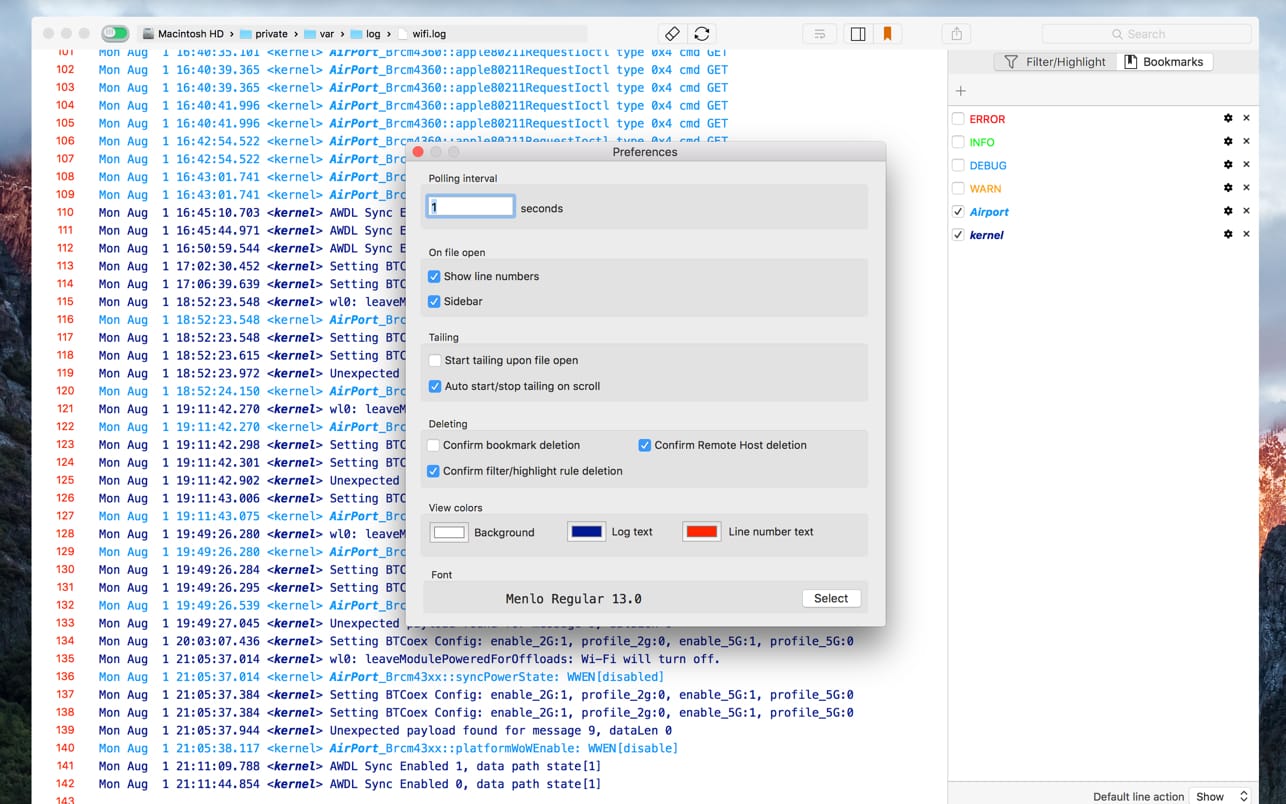 Macintosh HD › private › var › log › wifi.log
Search
Filter/Highlight Bookmarks
ERROR
INFO
DEBUG
WARN
Airport
kernel
Default line action Show
101 Mon Aug 1 16:40:35.101 <kernel> AirPort_Brcm4360::apple80211RequestIoctl type 0x4 cmd GET
102 Mon Aug 1 16:40:39.365 <kernel> AirPort_Brcm4360::apple80211RequestIoctl type 0x4 cmd GET
103 Mon Aug 1 16:40:39.365 <kernel> AirPort_Brcm4360::apple80211RequestIoctl type 0x4 cmd GET
104 Mon Aug 1 16:40:41.996 <kernel> AirPort_Brcm4360::apple80211RequestIoctl type 0x4 cmd GET
105 Mon Aug 1 16:40:41.996 <kernel> AirPort_Brcm4360::apple80211RequestIoctl type 0x4 cmd GET
106 Mon Aug 1 16:42:54.522 <kernel> AirPort_Brcm4360::apple80211RequestIoctl type 0x4 cmd GET
107 Mon Aug 1 16:42:54.522 <kernel> AirPort_Brc
108 Mon Aug 1 16:43:01.741 <kernel> AirPort_Brc
109 Mon Aug 1 16:43:01.741 <kernel> AirPort_Brc
110 Mon Aug 1 16:45:10.703 <kernel> AWDL Sync E
111 Mon Aug 1 16:45:44.971 <kernel> AWDL Sync E
112 Mon Aug 1 16:50:59.544 <kernel> AWDL Sync E
113 Mon Aug 1 17:02:30.452 <kernel> Setting BTC
114 Mon Aug 1 17:06:39.639 <kernel> Setting BTC
115 Mon Aug 1 18:52:23.548 <kernel> wl0: leaveM
116 Mon Aug 1 18:52:23.548 <kernel> AirPort_Brc
117 Mon Aug 1 18:52:23.548 <kernel> Setting BTC
118 Mon Aug 1 18:52:23.615 <kernel> Setting BTC
119 Mon Aug 1 18:52:23.972 <kernel> Unexpected
120 Mon Aug 1 18:52:24.150 <kernel> AirPort_Brc
121 Mon Aug 1 19:11:42.270 <kernel> wl0: leaveM
122 Mon Aug 1 19:11:42.270 <kernel> AirPort_Brc
123 Mon Aug 1 19:11:42.298 <kernel> Setting BTC
124 Mon Aug 1 19:11:42.301 <kernel> Setting BTC
125 Mon Aug 1 19:11:42.902 <kernel> Unexpected
126 Mon Aug 1 19:11:43.006 <kernel> Setting BTC
127 Mon Aug 1 19:11:43.075 <kernel> AirPort_Brc
128 Mon Aug 1 19:49:26.280 <kernel> wl0: leaveM
129 Mon Aug 1 19:49:26.280 <kernel> AirPort_Brc
130 Mon Aug 1 19:49:26.284 <kernel> Setting BTC
131 Mon Aug 1 19:49:26.295 <kernel> Setting BTC
132 Mon Aug 1 19:49:26.539 <kernel> AirPort_Brc
133 Mon Aug 1 19:49:27.045 <kernel> Unexpected payload found for message 9, dataLen 0
134 Mon Aug 1 20:03:07.436 <kernel> Setting BTCoex Config: enable_2G:1, profile_2g:0, enable_5G:1, profile_5G:0
135 Mon Aug 1 21:05:37.014 <kernel> wl0: leaveModulePoweredForOffloads: Wi-Fi will turn off.
136 Mon Aug 1 21:05:37.014 <kernel> AirPort_Brcm43xx::syncPowerState: WWEN[disabled]
137 Mon Aug 1 21:05:37.384 <kernel> Setting BTCoex Config: enable_2G:1, profile_2g:0, enable_5G:1, profile_5G:0
138 Mon Aug 1 21:05:37.384 <kernel> Setting BTCoex Config: enable_2G:1, profile_2g:0, enable_5G:1, profile_5G:0
139 Mon Aug 1 21:05:37.944 <kernel> Unexpected payload found for message 9, dataLen 0
140 Mon Aug 1 21:05:38.117 <kernel> AirPort_Brcm43xx::platformWoWEnable: WWEN[disable]
141 Mon Aug 1 21:11:09.788 <kernel> AWDL Sync Enabled 1, data path state[1]
142 Mon Aug 1 21:11:44.854 <kernel> AWDL Sync Enabled 0, data path state[1]
143
Preferences
Polling interval
1 seconds
On file open
Show line numbers
Sidebar
Tailing
Start tailing upon file open
Auto start/stop tailing on scroll
Deleting
Confirm bookmark deletion Confirm Remote Host deletion
Confirm filter/highlight rule deletion
View colors
Background Log text Line number text
Font
Menlo Regular 13.0 Select